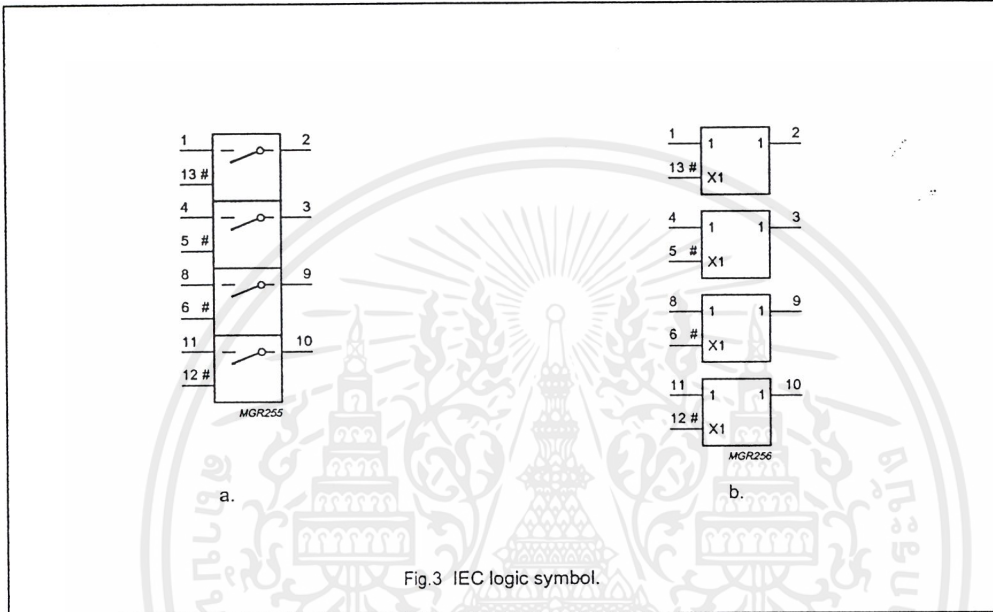 1 2
13 #
4 3
5 #
8 9
6 #
11 10
12 #
MGR255
a.
1 1 1 2
13 # X1
4 1 1 3
5 # X1
8 1 1 9
6 # X1
11 1 1 10
12 # X1
MGR256
b.
Fig.3 IEC logic symbol.